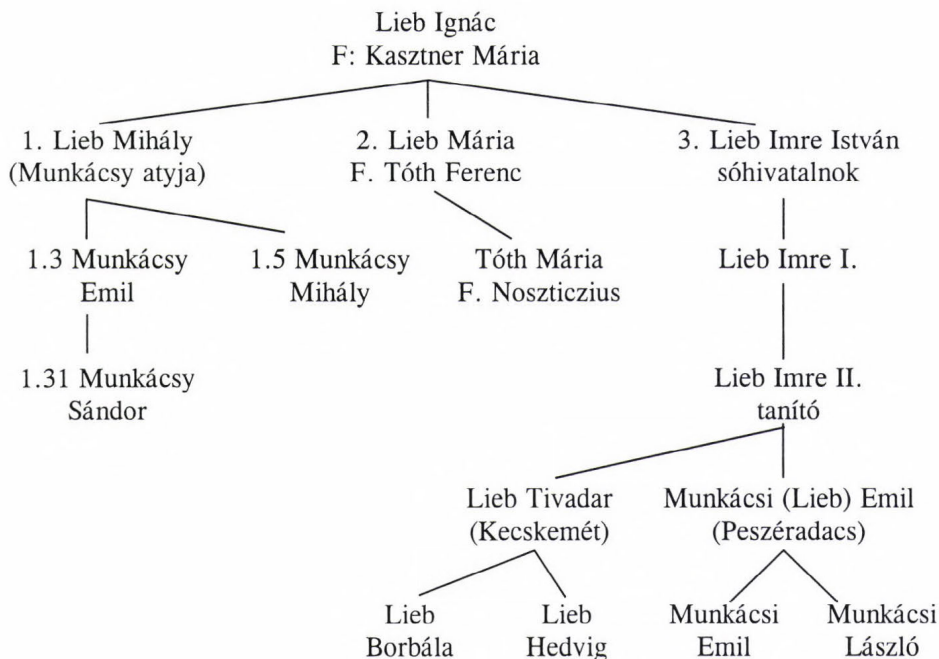 Lieb Ignác
F: Kasztner Mária
1. Lieb Mihály
(Munkácsy atyja)
2. Lieb Mária
F. Tóth Ferenc
3. Lieb Imre István
sóhivatalnok
1.3 Munkácsy
Emil
1.5 Munkácsy
Mihály
Tóth Mária
F. Noszticzius
Lieb Imre I.
1.31 Munkácsy
Sándor
Lieb Imre II.
tanító
Lieb Tivadar
(Kecskemét)
Munkácsi (Lieb) Emil
(Peszéradacs)
Lieb
Borbála
Lieb
Hedvig
Munkácsi
Emil
Munkácsi
László